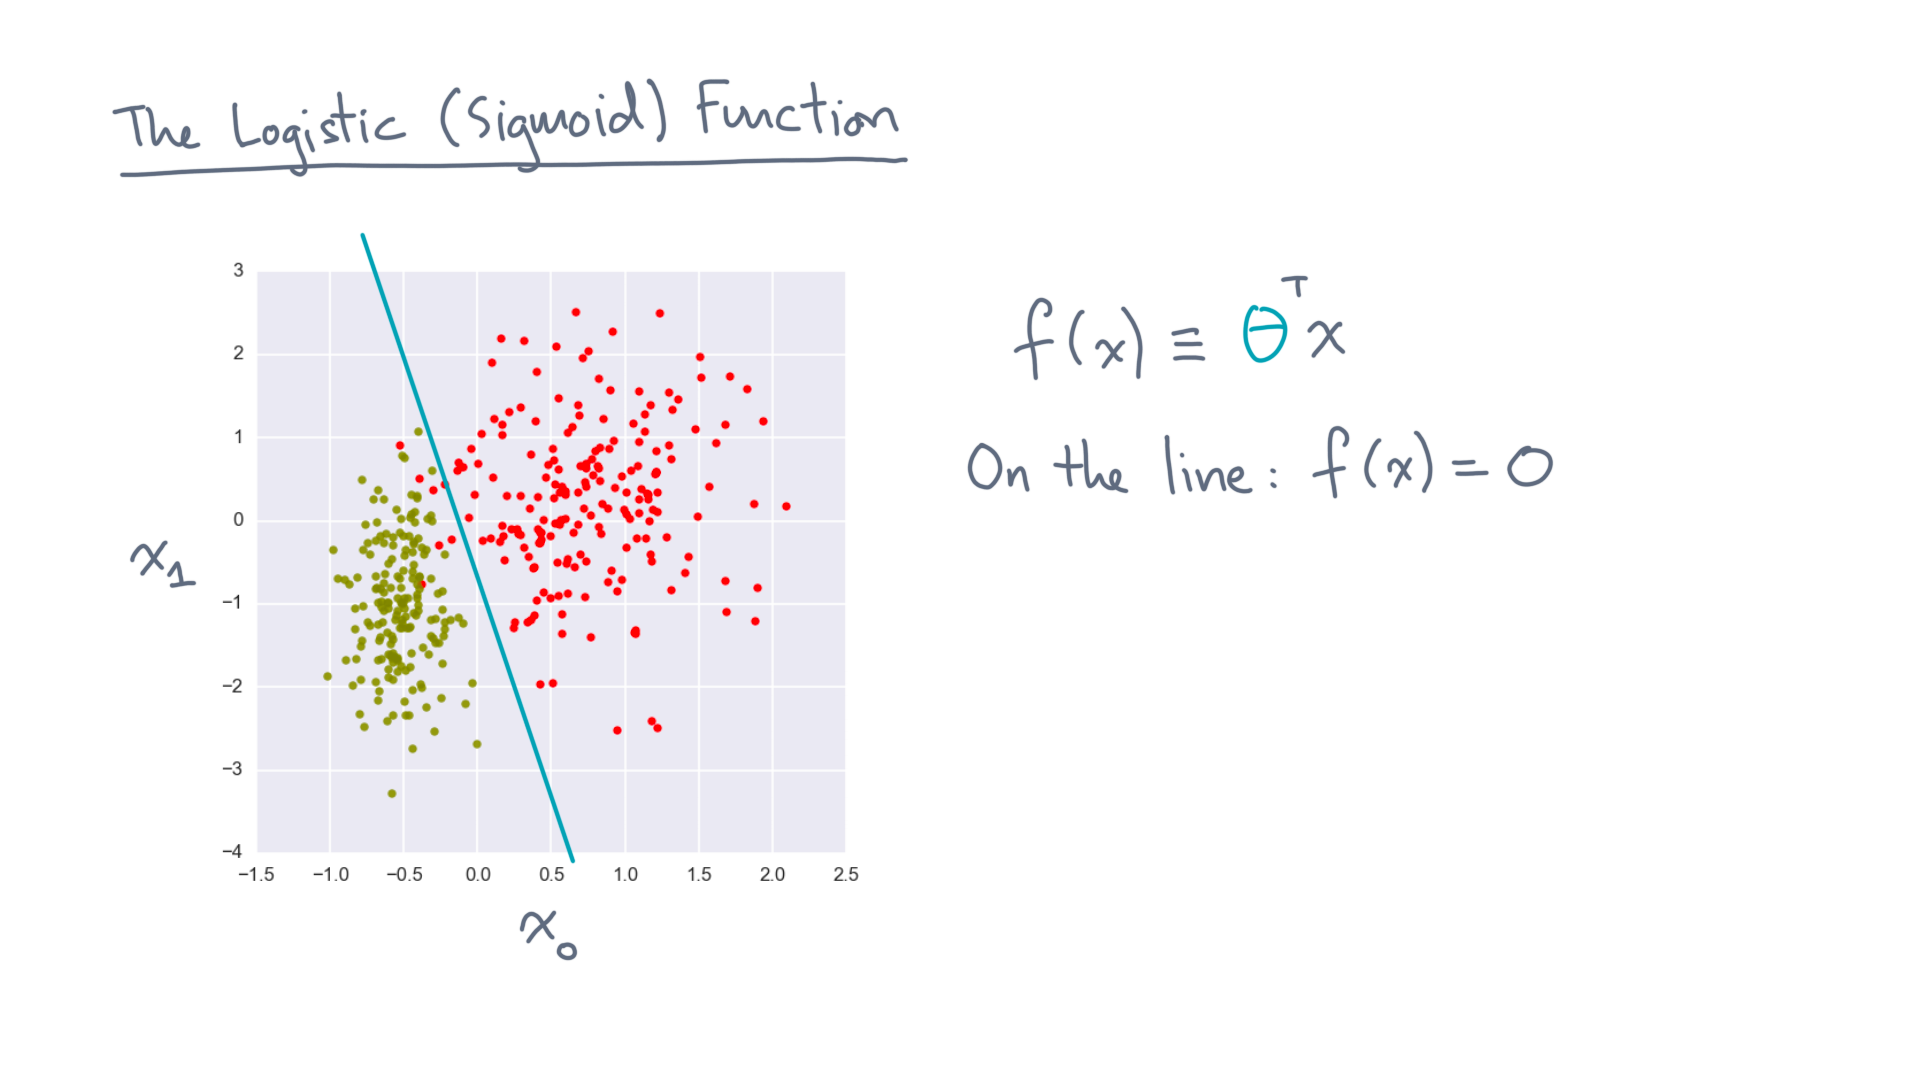 The Logistic (Sigmoid) Function
3
2
1
0
−1
−2
−3
−4
x₁
−1.5 −1.0 −0.5 0.0 0.5 1.0 1.5 2.0 2.5
x₀
f(x) ≡ θᵀx
On the line: f(x) = 0